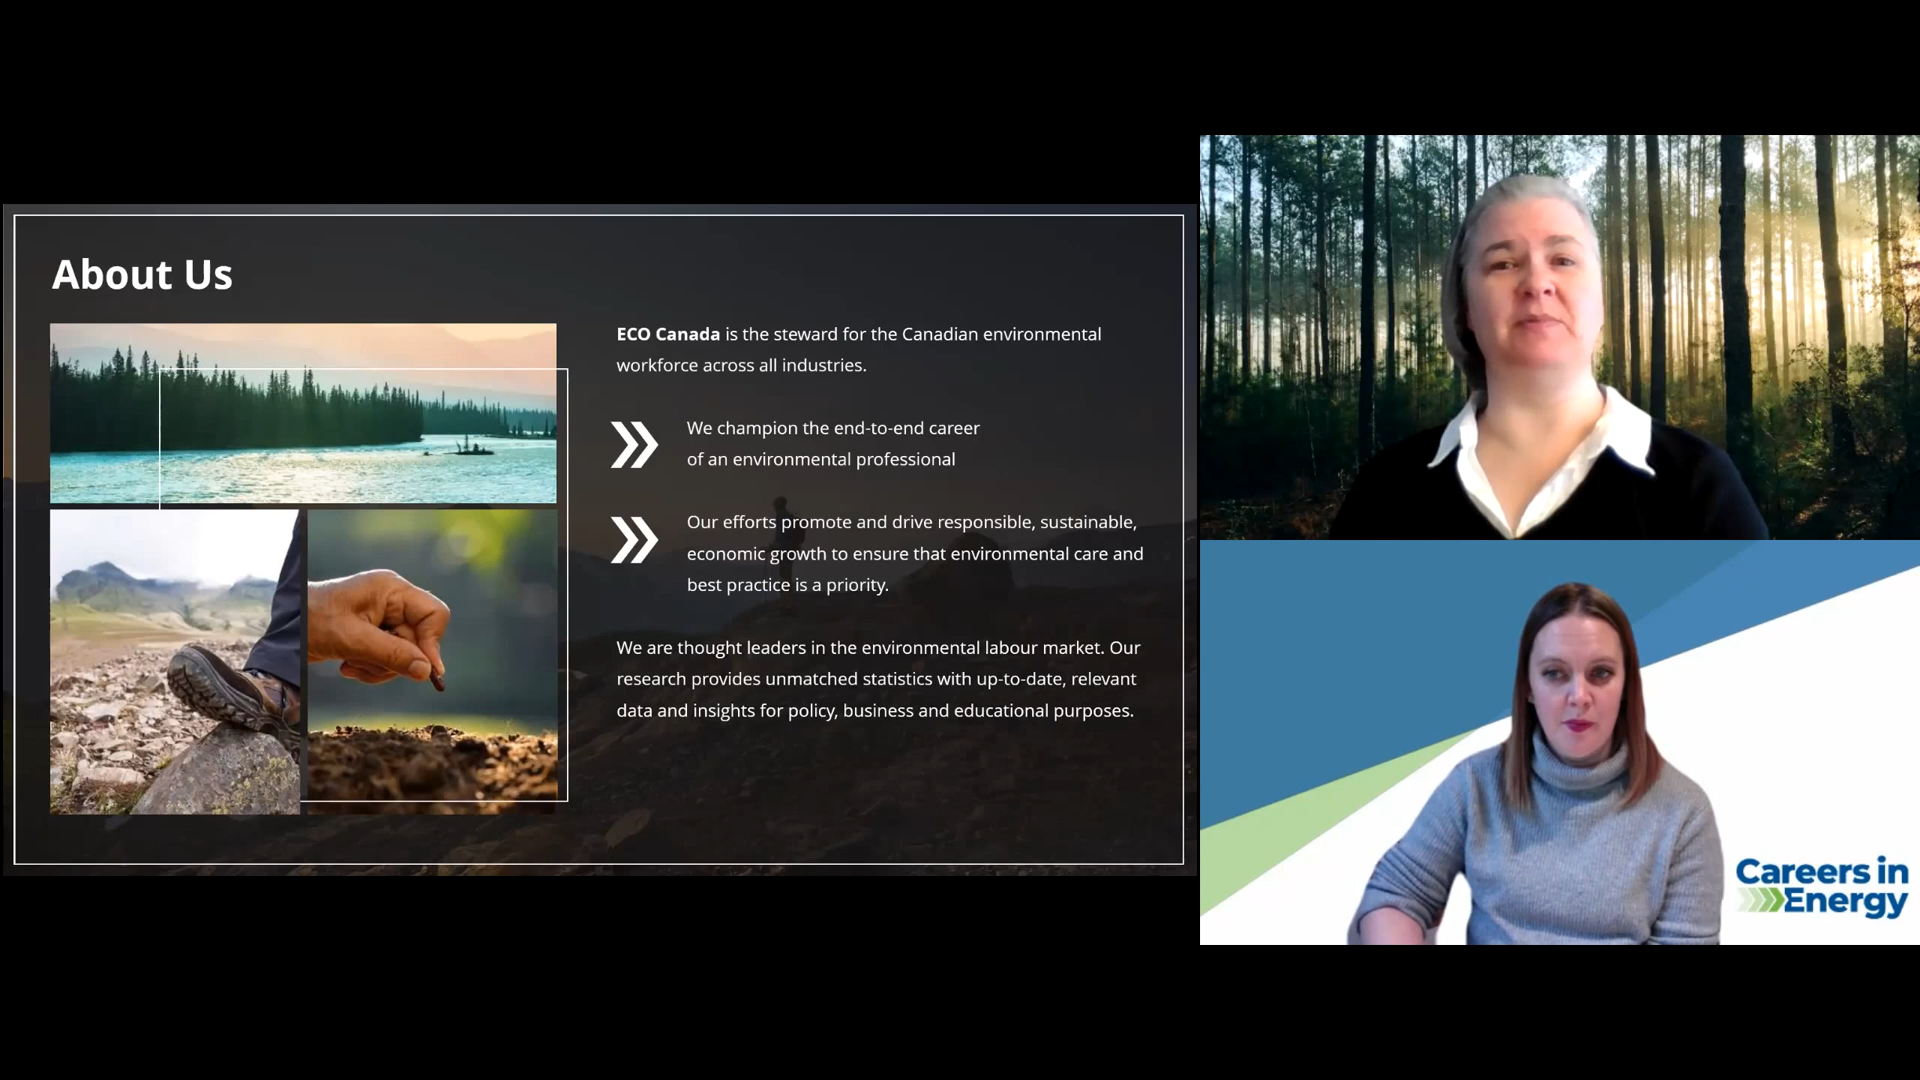 About Us
ECO Canada is the steward for the Canadian environmental
workforce across all industries.
We champion the end-to-end career
of an environmental professional
Our efforts promote and drive responsible, sustainable,
economic growth to ensure that environmental care and
best practice is a priority.
We are thought leaders in the environmental labour market. Our
research provides unmatched statistics with up-to-date, relevant
data and insights for policy, business and educational purposes.
Careers in
Energy